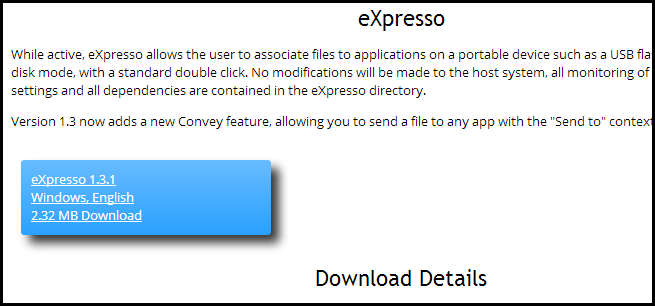 eXpresso
While active, eXpresso allows the user to associate files to applications on a portable device such as a USB fla
disk mode, with a standard double click. No modifications will be made to the host system, all monitoring of
settings and all dependencies are contained in the eXpresso directory.
Version 1.3 now adds a new Convey feature, allowing you to send a file to any app with the "Send to" context
eXpresso 1.3.1
Windows, English
2.32 MB Download
Download Details